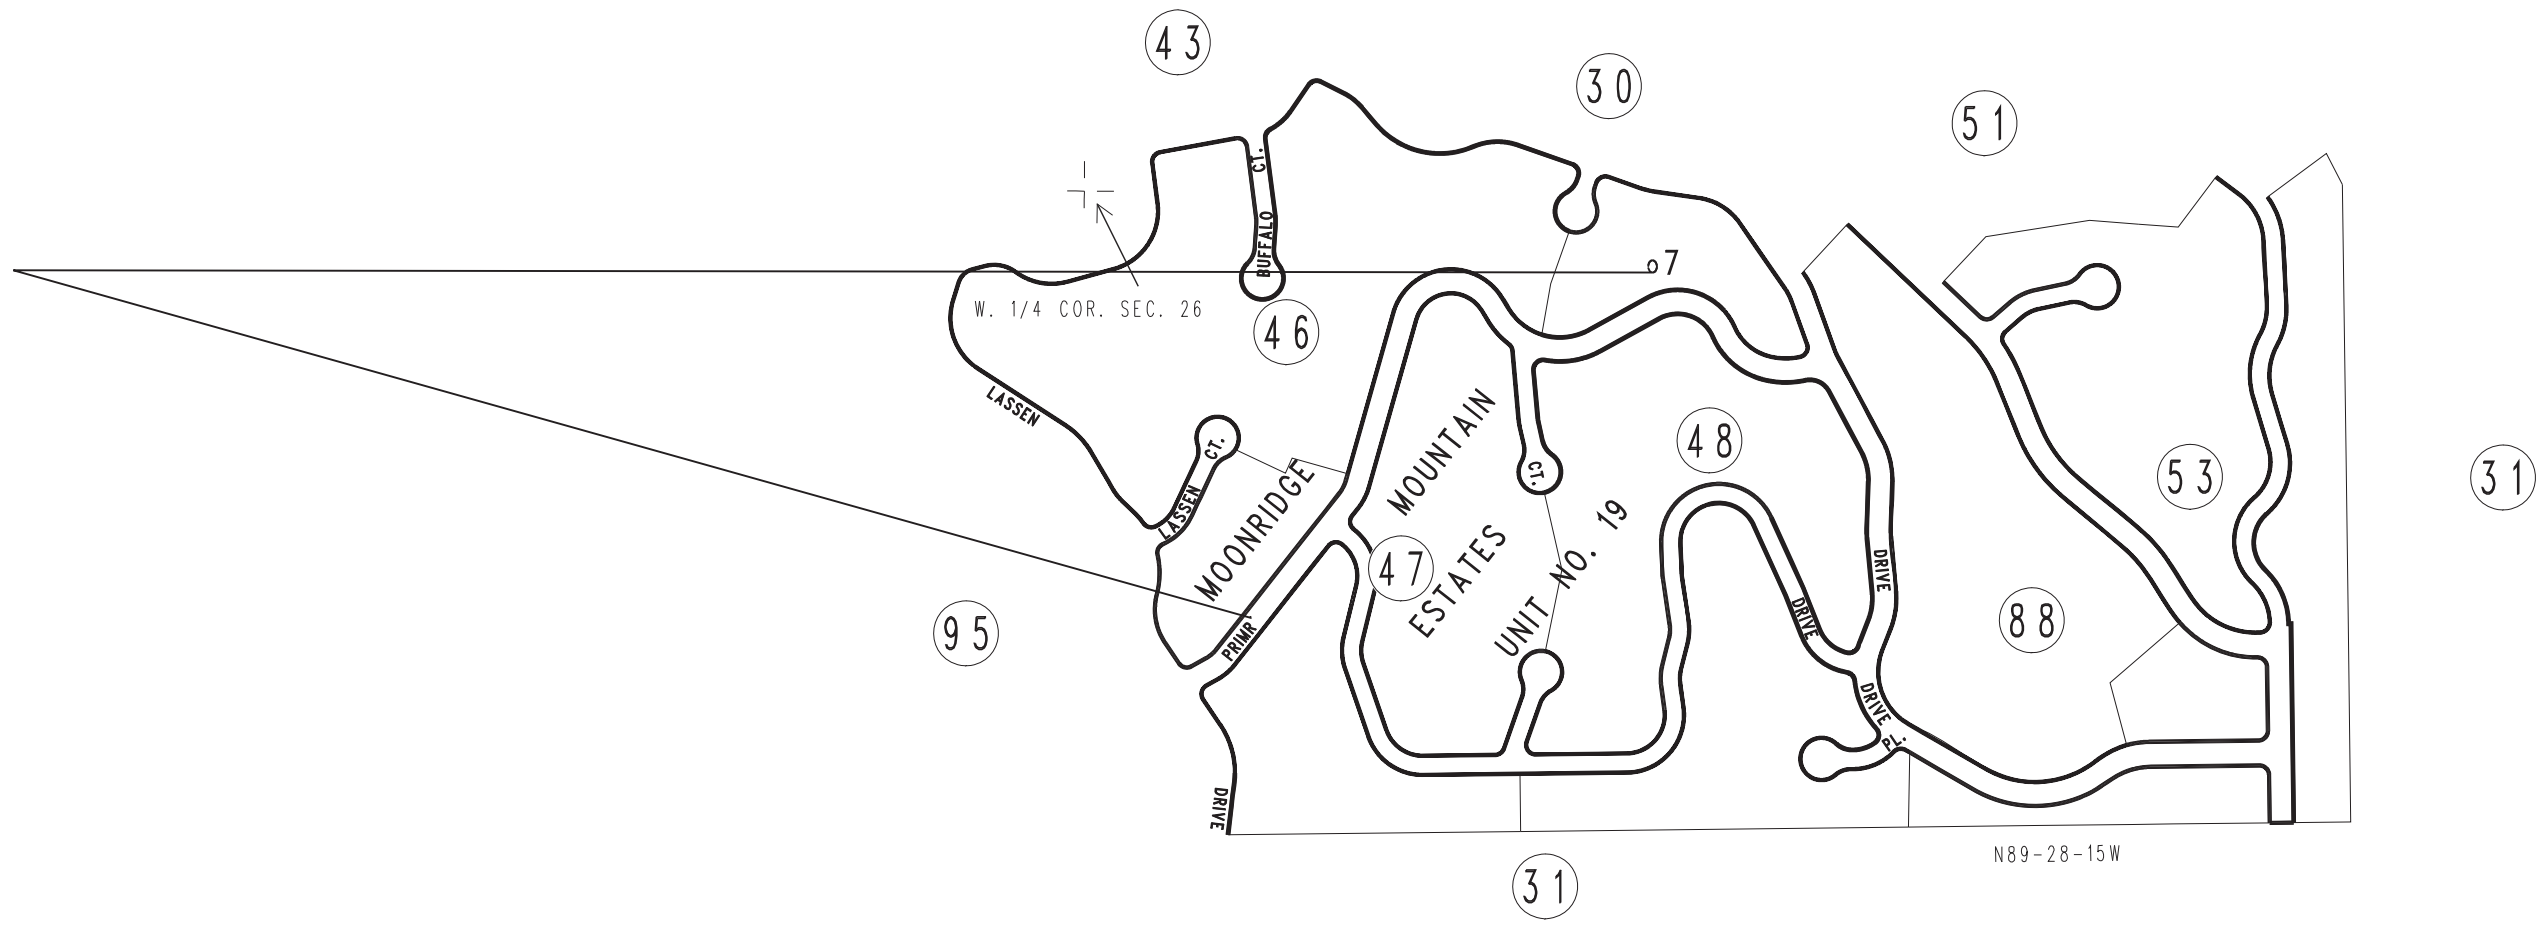 43
30
51
CT.
BUFFALO
7
W. 1/4 COR. SEC. 26
46
LASSEN
CT.
LASSEN
MOONRIDGE
MOUNTAIN
ESTATES
UNIT NO. 19
CT.
48
53
31
47
DRIVE
DRIVE
88
95
PRIMR
DRIVE
PL.
DRIVE
N89-28-15W
31